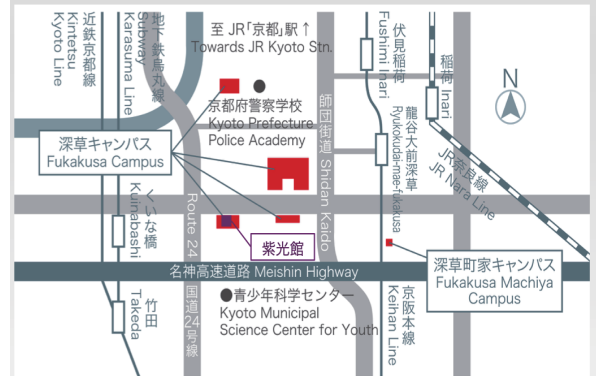 近鉄京都線
Kintetsu
Kyoto Line
地下鉄烏丸線
Subway
Karasuma Line
至 JR「京都」駅↑
Towards JR Kyoto Stn.
伏見稲荷
Fushimi Inari
稲荷 Inari
N
京都府警察学校
Kyoto Prefecture
Police Academy
師団街道 Shidan Kaido
龍谷大前深草
Ryukokudai-mae-fukakusa
JR奈良線
JR Nara Line
深草キャンパス
Fukakusa Campus
くいな橋
Kuinabashi
Route 24
国道24号線
紫光館
深草町家キャンパス
Fukakusa Machiya
Campus
名神高速道路 Meishin Highway
竹田
Takeda
●青少年科学センター
Kyoto Municipal
Science Center for Youth
京阪本線
Keihan Line